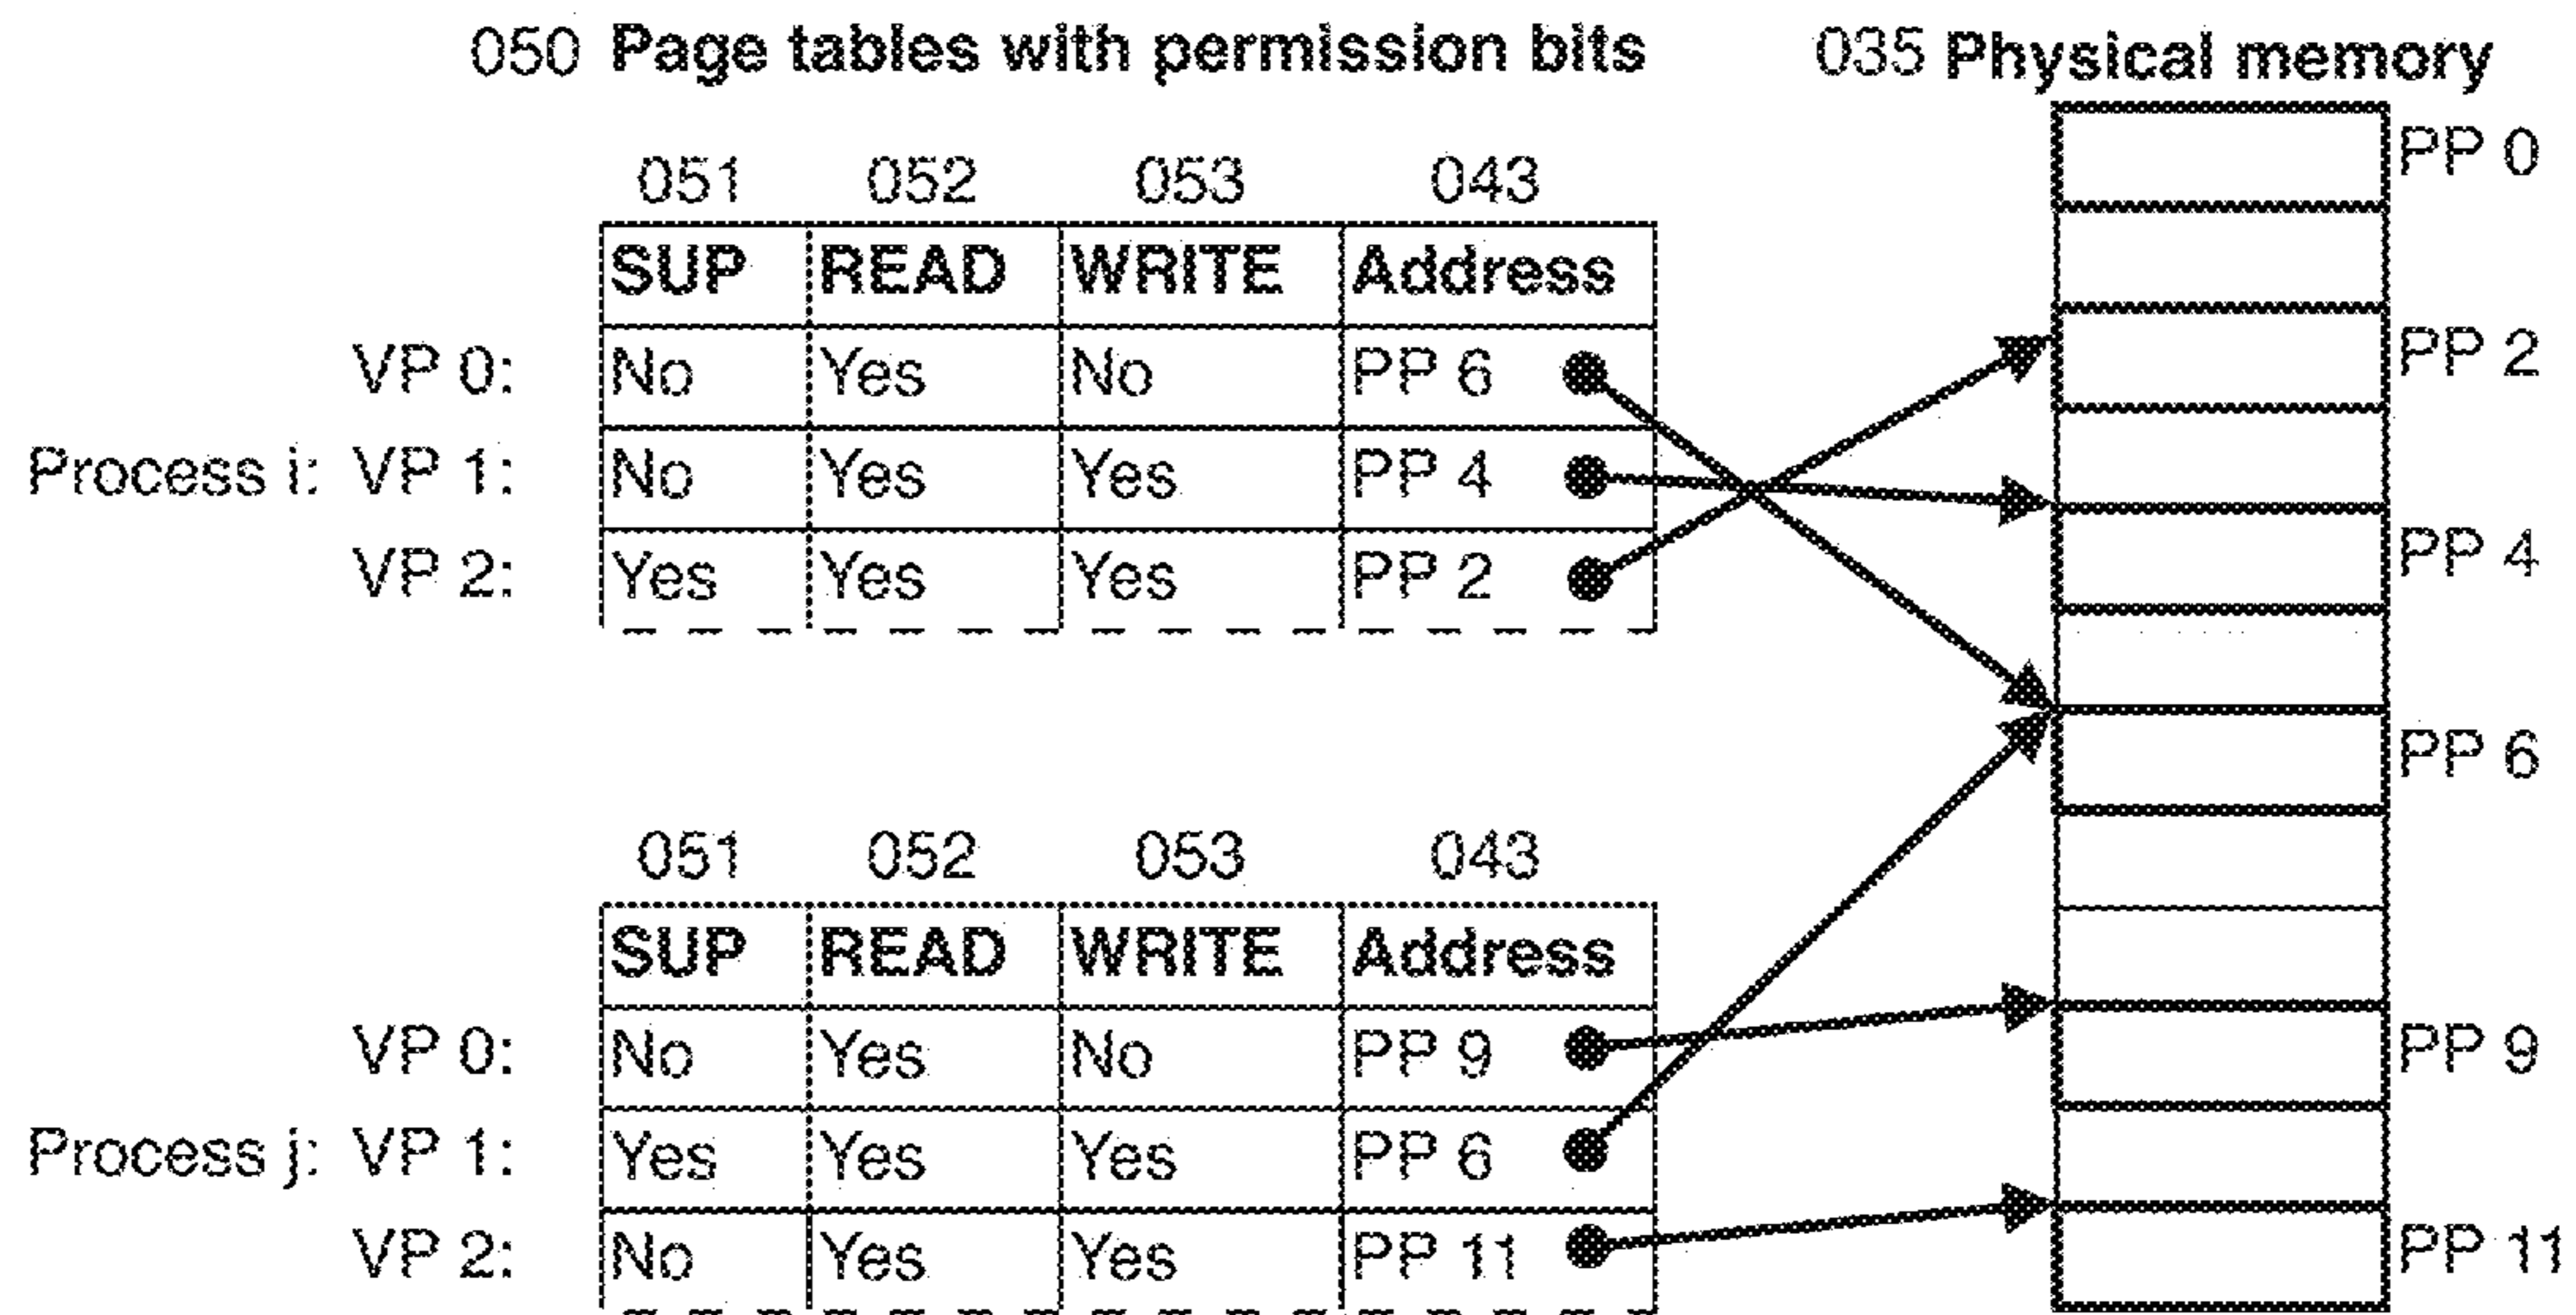 050 Page tables with permission bits
035 Physical memory
PP 0
051 052 053 043
SUP READ WRITE Address
VP 0: No Yes No PP 6
PP 2
Process i: VP 1: No Yes Yes PP 4
VP 2: Yes Yes Yes PP 2
PP 4
PP 6
051 052 053 043
SUP READ WRITE Address
VP 0: No Yes No PP 9
PP 9
Process j: VP 1: Yes Yes Yes PP 6
VP 2: No Yes Yes PP 11
PP 11